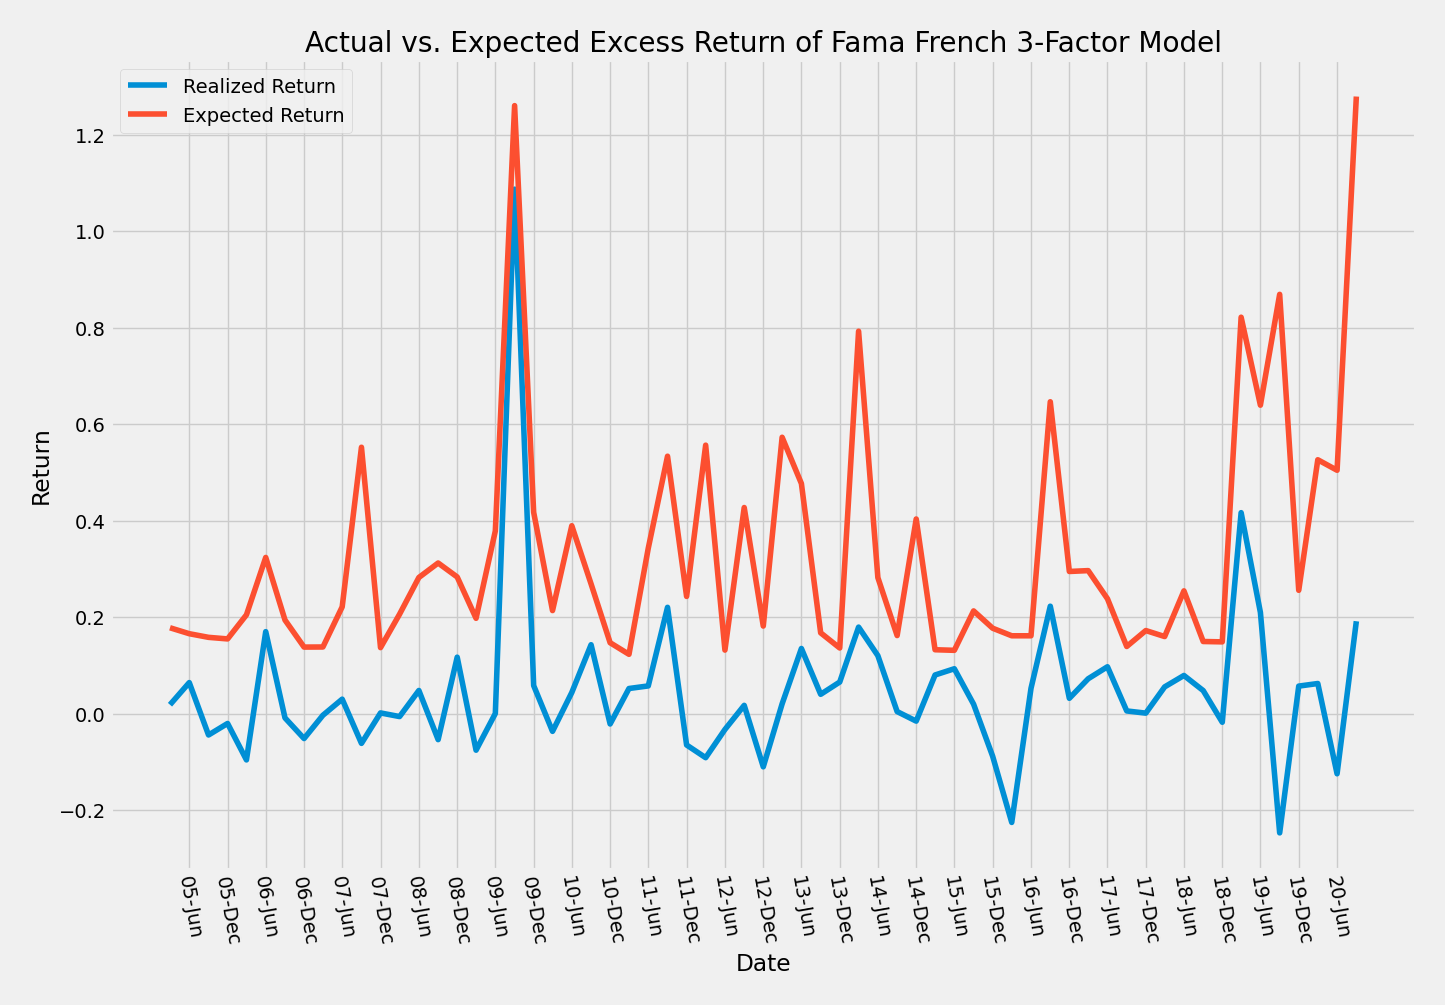 Actual vs. Expected Excess Return of Fama French 3-Factor Model
Realized Return
Expected Return
1.2
1.0
0.8
0.6
0.4
0.2
0.0
−0.2
Return
05-Jun
05-Dec
06-Jun
06-Dec
07-Jun
07-Dec
08-Jun
08-Dec
09-Jun
09-Dec
10-Jun
10-Dec
11-Jun
11-Dec
12-Jun
12-Dec
13-Jun
13-Dec
14-Jun
14-Dec
15-Jun
15-Dec
16-Jun
16-Dec
17-Jun
17-Dec
18-Jun
18-Dec
19-Jun
19-Dec
20-Jun
Date